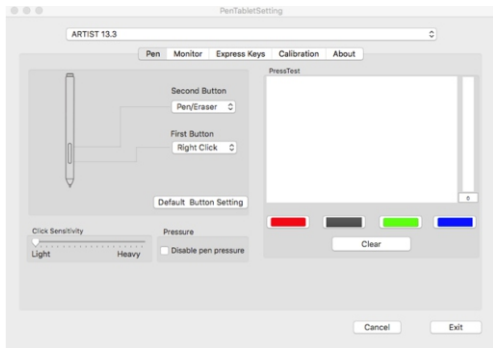 PenTabletSetting
ARTIST 13.3
Pen Monitor Express Keys Calibration About
Second Button
Pen/Eraser
First Button
Right Click
Default Button Setting
PressTest
Click Sensitivity
Light Heavy
Pressure
Disable pen pressure
Clear
Cancel Exit